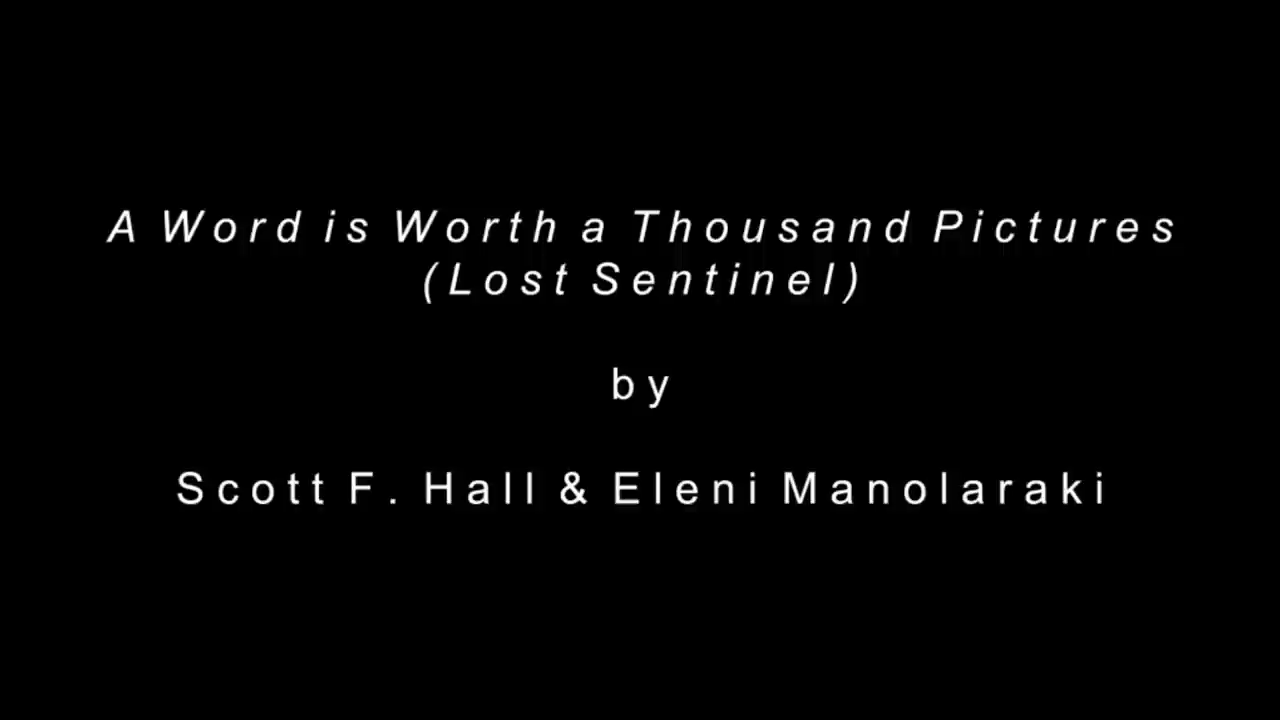 A Word is Worth a Thousand Pictures
(Lost Sentinel)
by
Scott F. Hall & Eleni Manolaraki